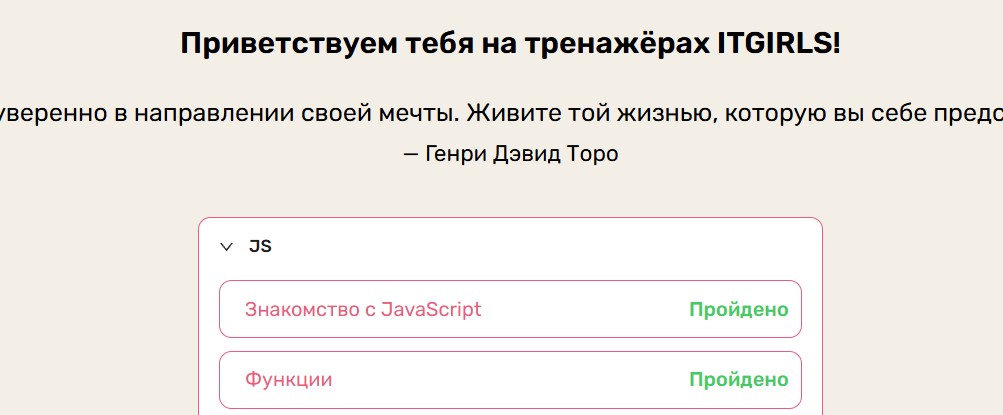 Приветствуем тебя на тренажёрах ITGIRLS!
уверенно в направлении своей мечты. Живите той жизнью, которую вы себе
— Генри Дэвид Торо
JS
Знакомство с JavaScript Пройдено
Функции Пройдено